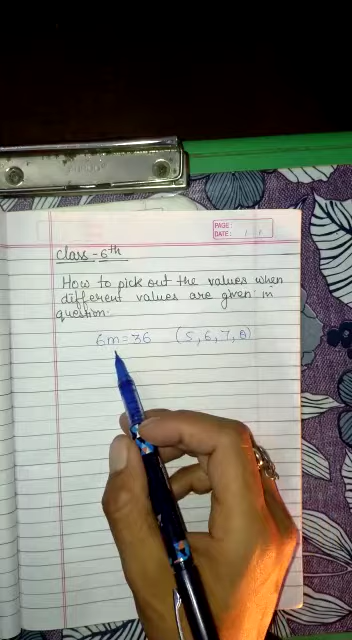 PAGE:
DATE: / /
Class-6th
How to pick out the values when
different values are given in
question:
6m=36 (5, 6, 7, 8)